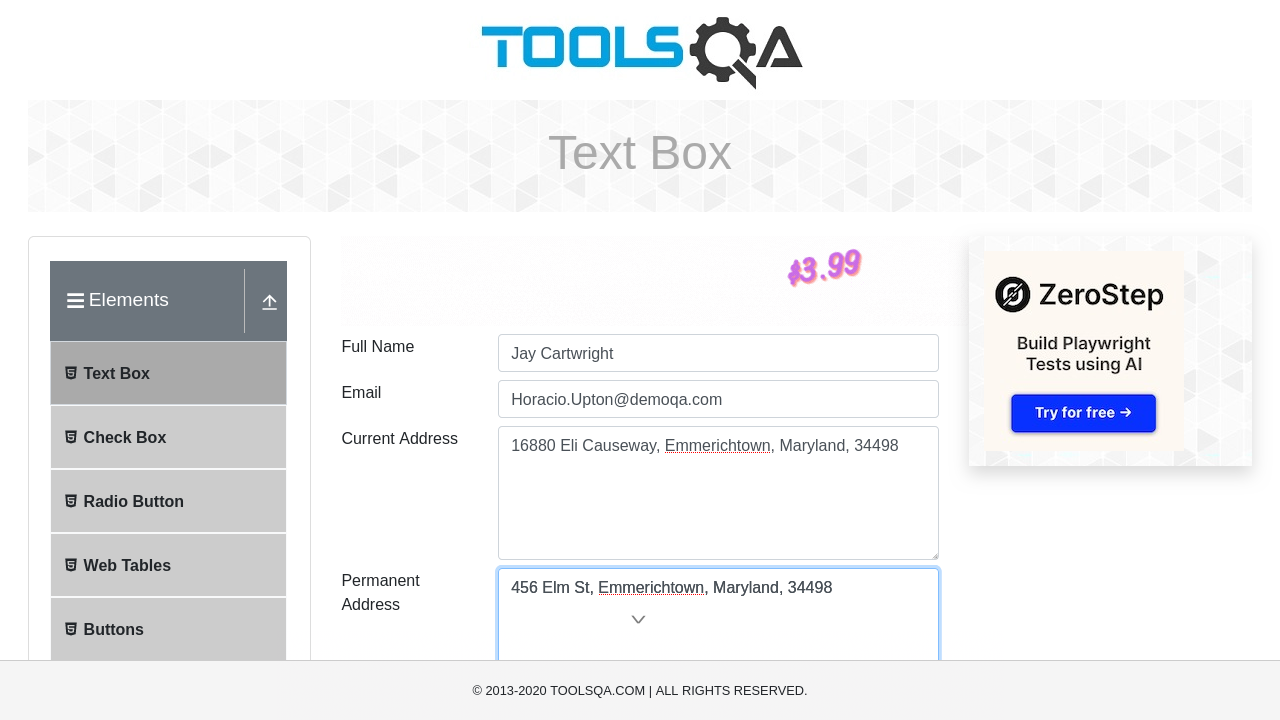 TOOLSQA
Text Box
Elements
Text Box
Check Box
Radio Button
Web Tables
Buttons
$3.99
Full Name
Jay Cartwright
Email
Horacio.Upton@demoqa.com
Current Address
16880 Eli Causeway, Emmerichtown, Maryland, 34498
Permanent
Address
456 Elm St, Emmerichtown, Maryland, 34498
ZeroStep
Build Playwright
Tests using AI
Try for free →
© 2013-2020 TOOLSQA.COM | ALL RIGHTS RESERVED.